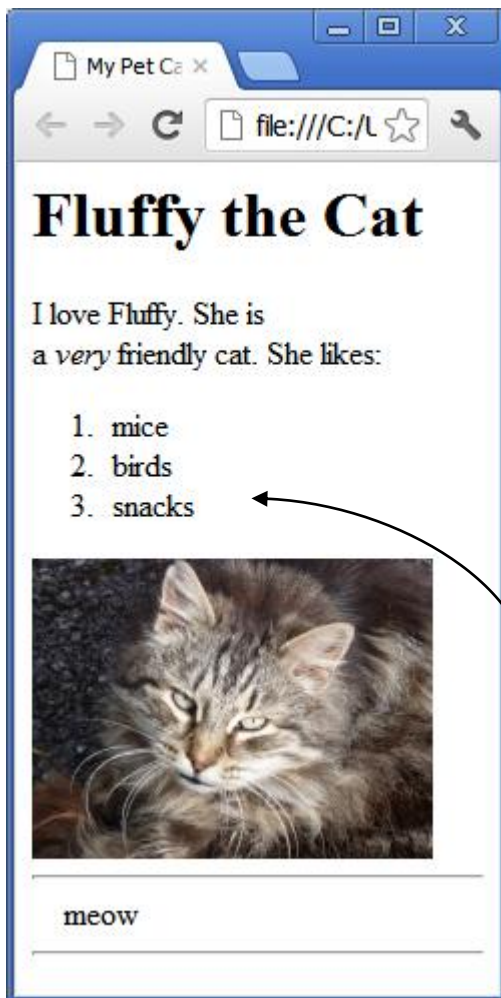 My Pet Ca
file:///C:/L
Fluffy the Cat
I love Fluffy. She is
a very friendly cat. She likes:
1. mice
2. birds
3. snacks
meow